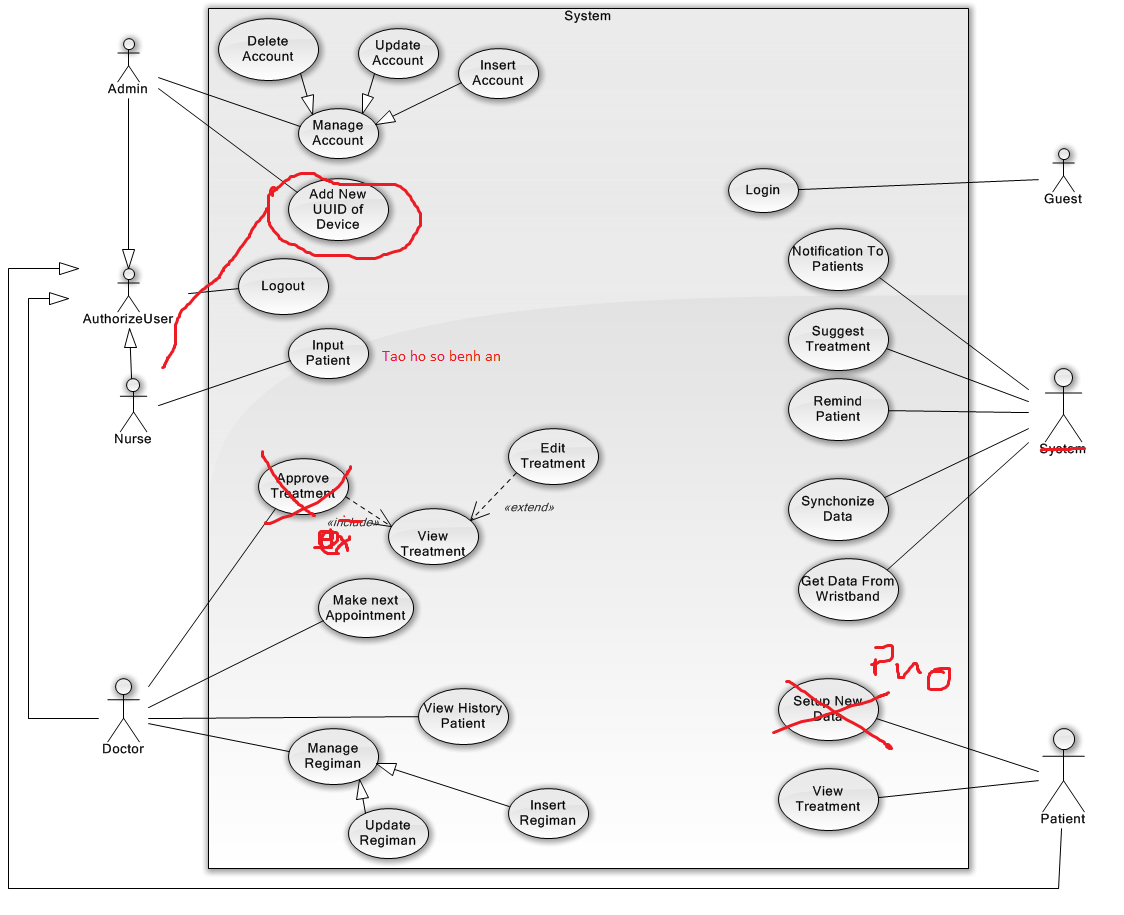 System
Delete
Account
Update
Account
Insert
Account
Admin
Manage
Account
Add New
UUID of
Device
Login
Guest
Notification To
Patients
Logout
AuthorizeUser
Suggest
Treatment
Input
Patient
Tao ho so benh an
Remind
Patient
Nurse
System
Edit
Treatment
Approve
Treatment
«include»
«extend»
ex
View
Treatment
Synchonize
Data
Get Data From
Wristband
Make next
Appointment
Setup New
Data
View History
Patient
Doctor
Manage
Regiman
View
Treatment
Insert
Regiman
Update
Regiman
Patient